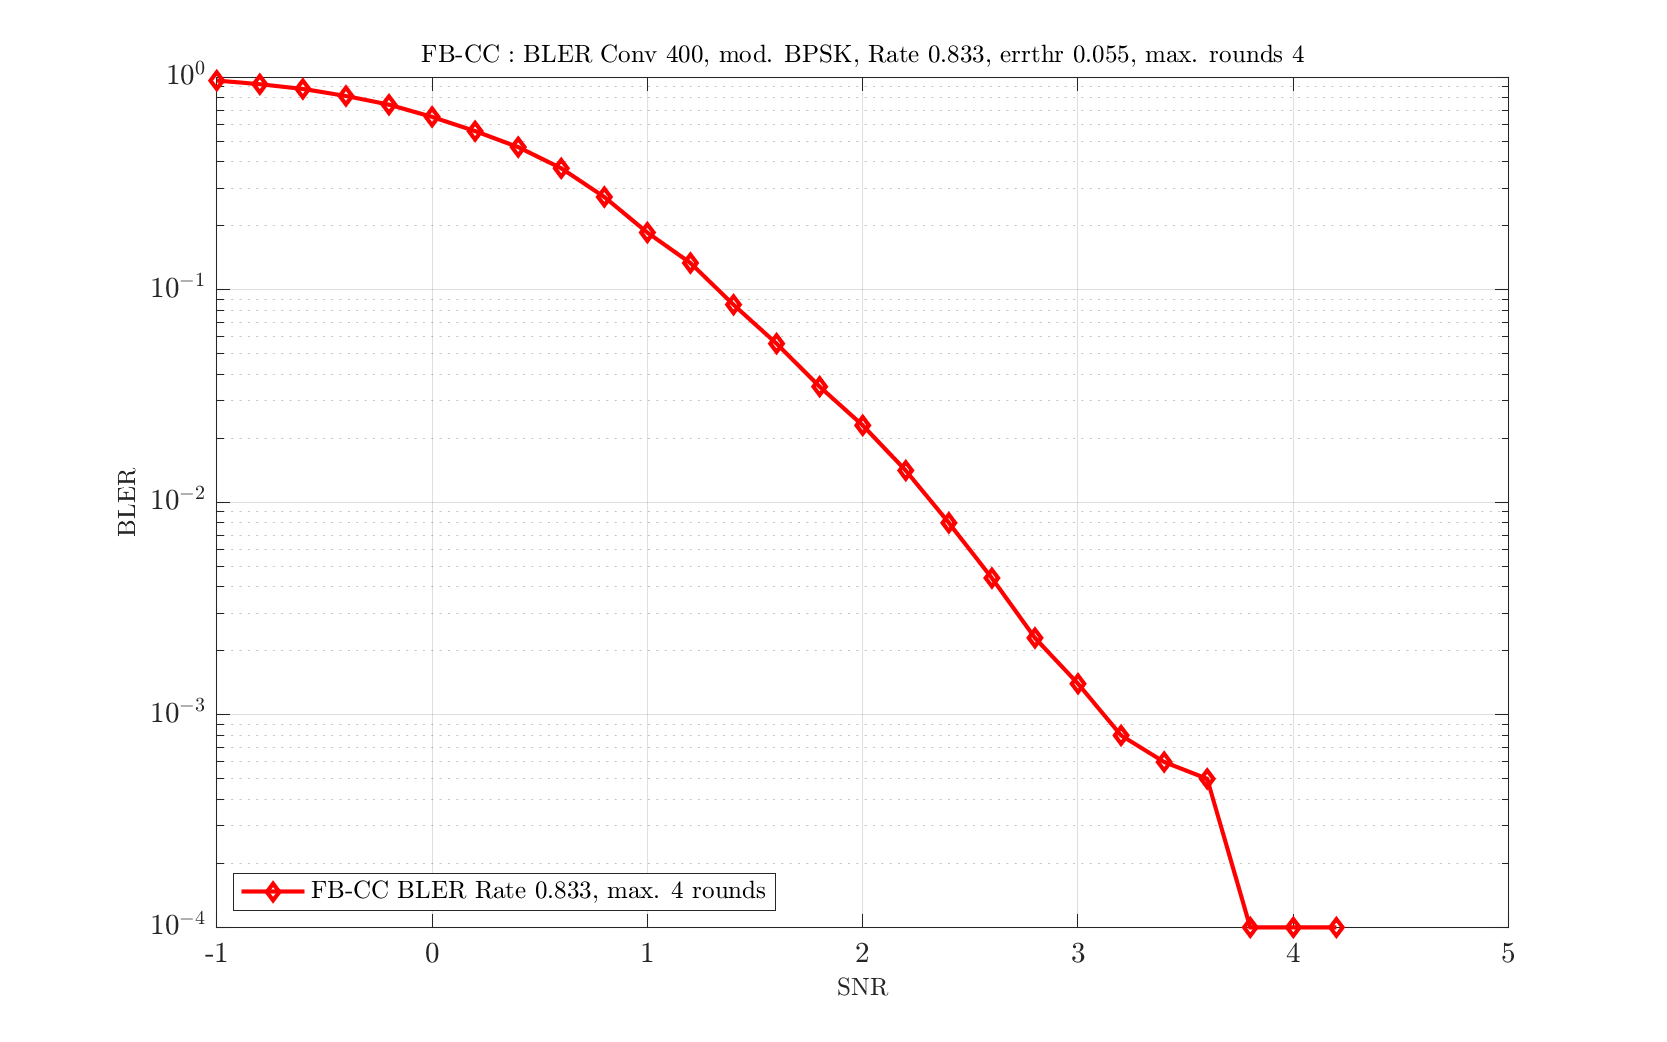 FB-CC : BLER Conv 400, mod. BPSK, Rate 0.833, errthr 0.055, max. rounds 4
10^0
10^-1
10^-2
10^-3
10^-4
BLER
FB-CC BLER Rate 0.833, max. 4 rounds
-1 0 1 2 3 4 5
SNR